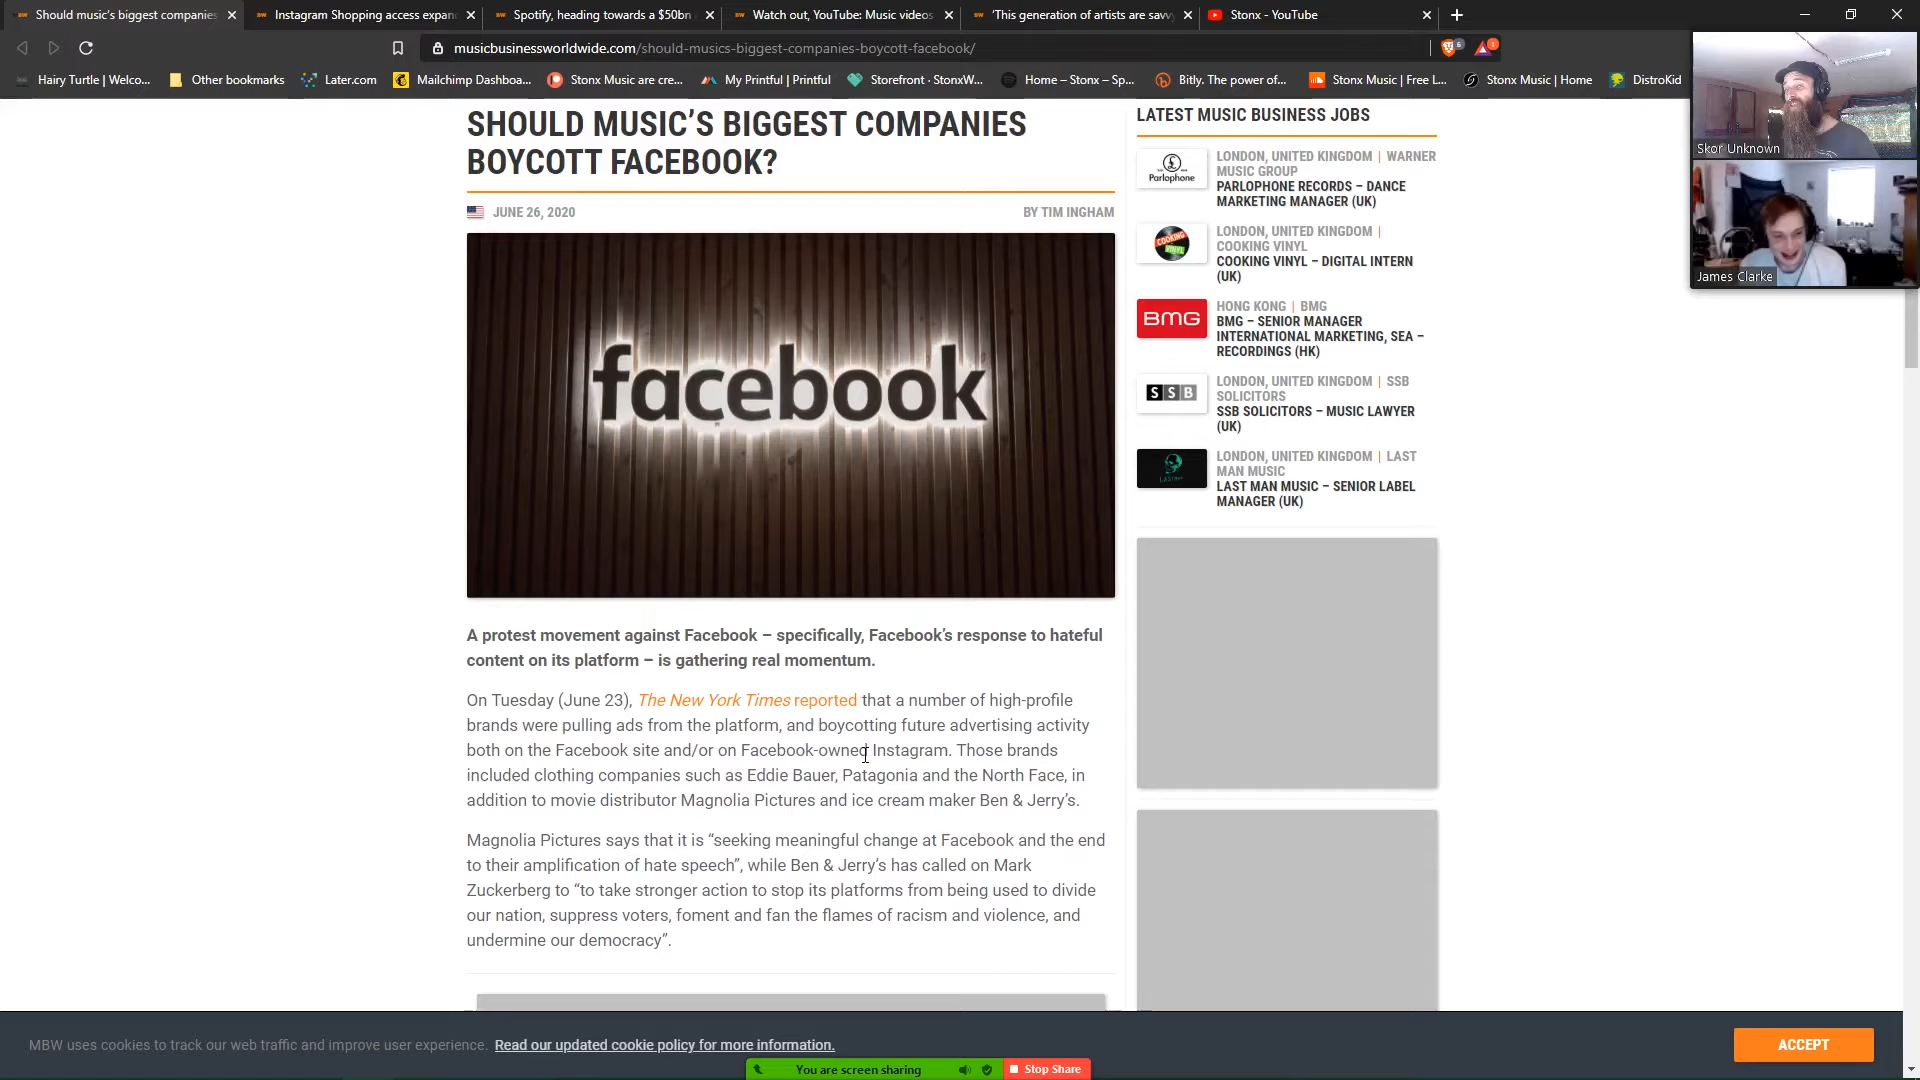 Should music's biggest companies
Instagram Shopping access expan
Spotify, heading towards a $50bn
Watch out, YouTube: Music videos
'This generation of artists are savv
Stonx - YouTube
musicbusinessworldwide.com/should-musics-biggest-companies-boycott-facebook/
Hairy Turtle | Welco...
Other bookmarks
Later.com
Mailchimp Dashboa...
Stonx Music are cre...
My Printful | Printful
Storefront · StonxW...
Home – Stonx – Sp...
Bitly. The power of...
Stonx Music | Free L...
Stonx Music | Home
DistroKid
Skor Unknown
James Clarke
SHOULD MUSIC'S BIGGEST COMPANIES
BOYCOTT FACEBOOK?
JUNE 26, 2020
BY TIM INGHAM
facebook
A protest movement against Facebook – specifically, Facebook's response to hateful
content on its platform – is gathering real momentum.
On Tuesday (June 23), The New York Times reported that a number of high-profile
brands were pulling ads from the platform, and boycotting future advertising activity
both on the Facebook site and/or on Facebook-owned Instagram. Those brands
included clothing companies such as Eddie Bauer, Patagonia and the North Face, in
addition to movie distributor Magnolia Pictures and ice cream maker Ben & Jerry's.
Magnolia Pictures says that it is “seeking meaningful change at Facebook and the end
to their amplification of hate speech”, while Ben & Jerry's has called on Mark
Zuckerberg to “to take stronger action to stop its platforms from being used to divide
our nation, suppress voters, foment and fan the flames of racism and violence, and
undermine our democracy”.
LATEST MUSIC BUSINESS JOBS
Parlophone
LONDON, UNITED KINGDOM | WARNER
MUSIC GROUP
PARLOPHONE RECORDS – DANCE
MARKETING MANAGER (UK)
COOKING VINYL
LONDON, UNITED KINGDOM |
COOKING VINYL
COOKING VINYL – DIGITAL INTERN
(UK)
BMG
HONG KONG | BMG
BMG – SENIOR MANAGER
INTERNATIONAL MARKETING, SEA –
RECORDINGS (HK)
SSB
LONDON, UNITED KINGDOM | SSB
SOLICITORS
SSB SOLICITORS – MUSIC LAWYER
(UK)
LONDON, UNITED KINGDOM | LAST
MAN MUSIC
LAST MAN MUSIC – SENIOR LABEL
MANAGER (UK)
MBW uses cookies to track our web traffic and improve user experience. Read our updated cookie policy for more information.
ACCEPT
You are screen sharing
Stop Share